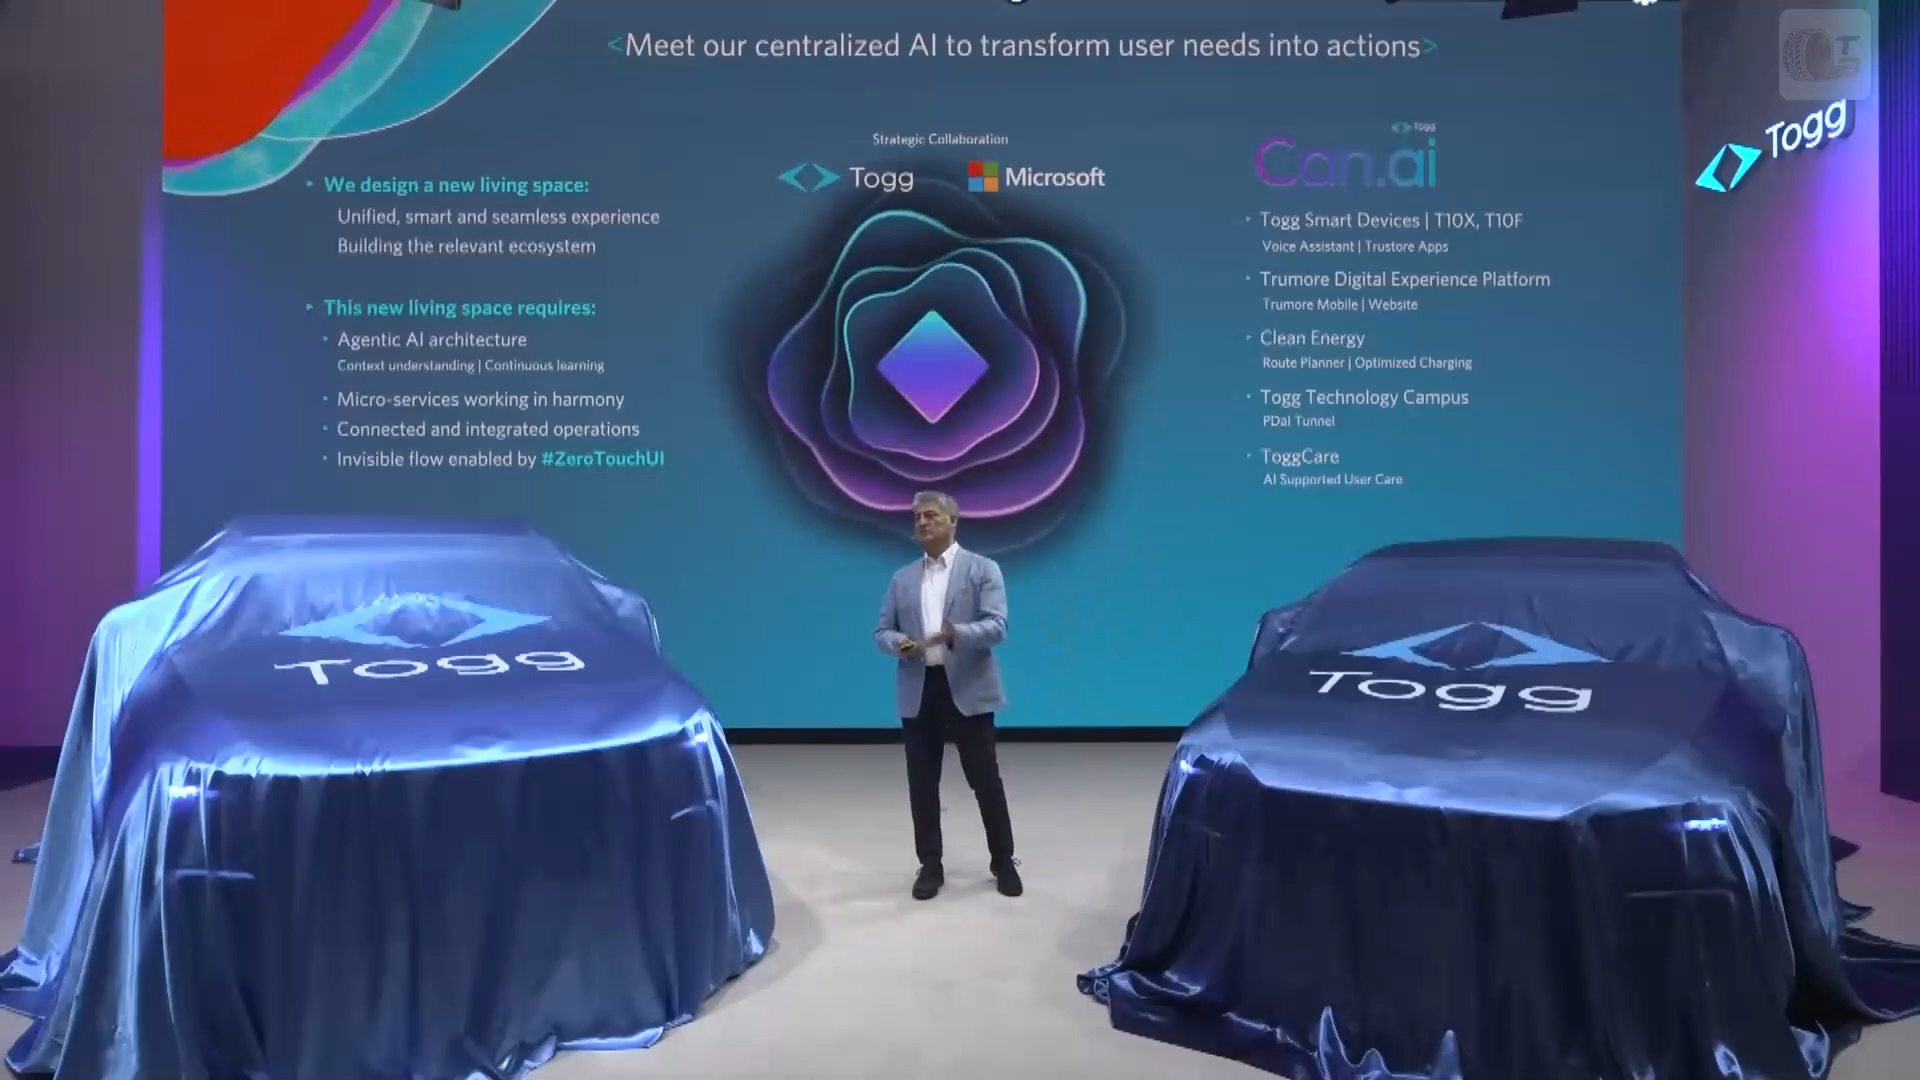 <Meet our centralized AI to transform user needs into actions>
We design a new living space:
Unified, smart and seamless experience
Building the relevant ecosystem
This new living space requires:
Agentic AI architecture
Context understanding | Continuous learning
Micro-services working in harmony
Connected and integrated operations
Invisible flow enabled by #ZeroTouchUI
Strategic Collaboration
Togg Microsoft
Togg
Can.ai
Togg Smart Devices | T10X, T10F
Voice Assistant | Trustore Apps
Trumore Digital Experience Platform
Trumore Mobile | Website
Clean Energy
Route Planner | Optimized Charging
Togg Technology Campus
PDaI Tunnel
ToggCare
AI Supported User Care
Togg
Togg
Togg